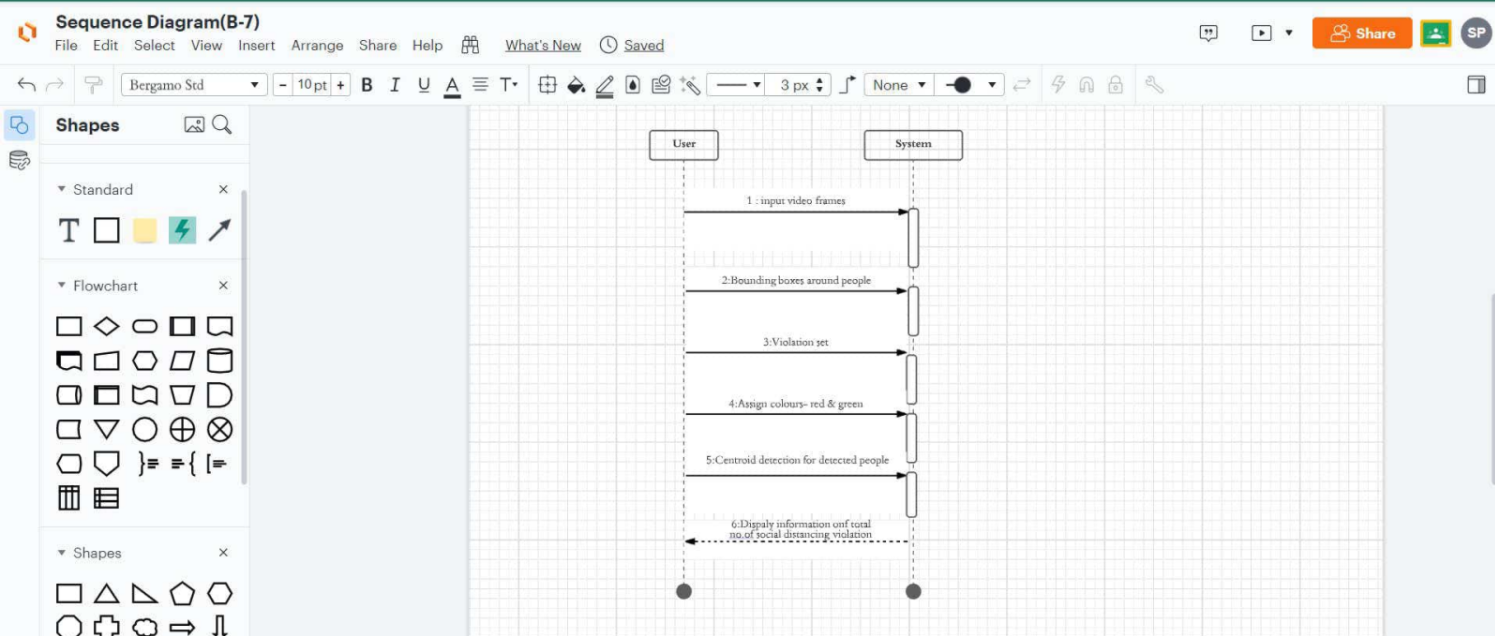 Sequence Diagram(B-7)
File Edit Select View Insert Arrange Share Help What's New Saved
Share
SP
Bergamo Std - 10 pt + B I U A T 3 px None
Shapes
Standard
T
Flowchart
Shapes
User System
1 : input video frames
2:Bounding boxes around people
3:Violation set
4:Assign colours- red & green
5:Centroid detection for detected people
6:Dispaly information onf total
no.of social distancing violation